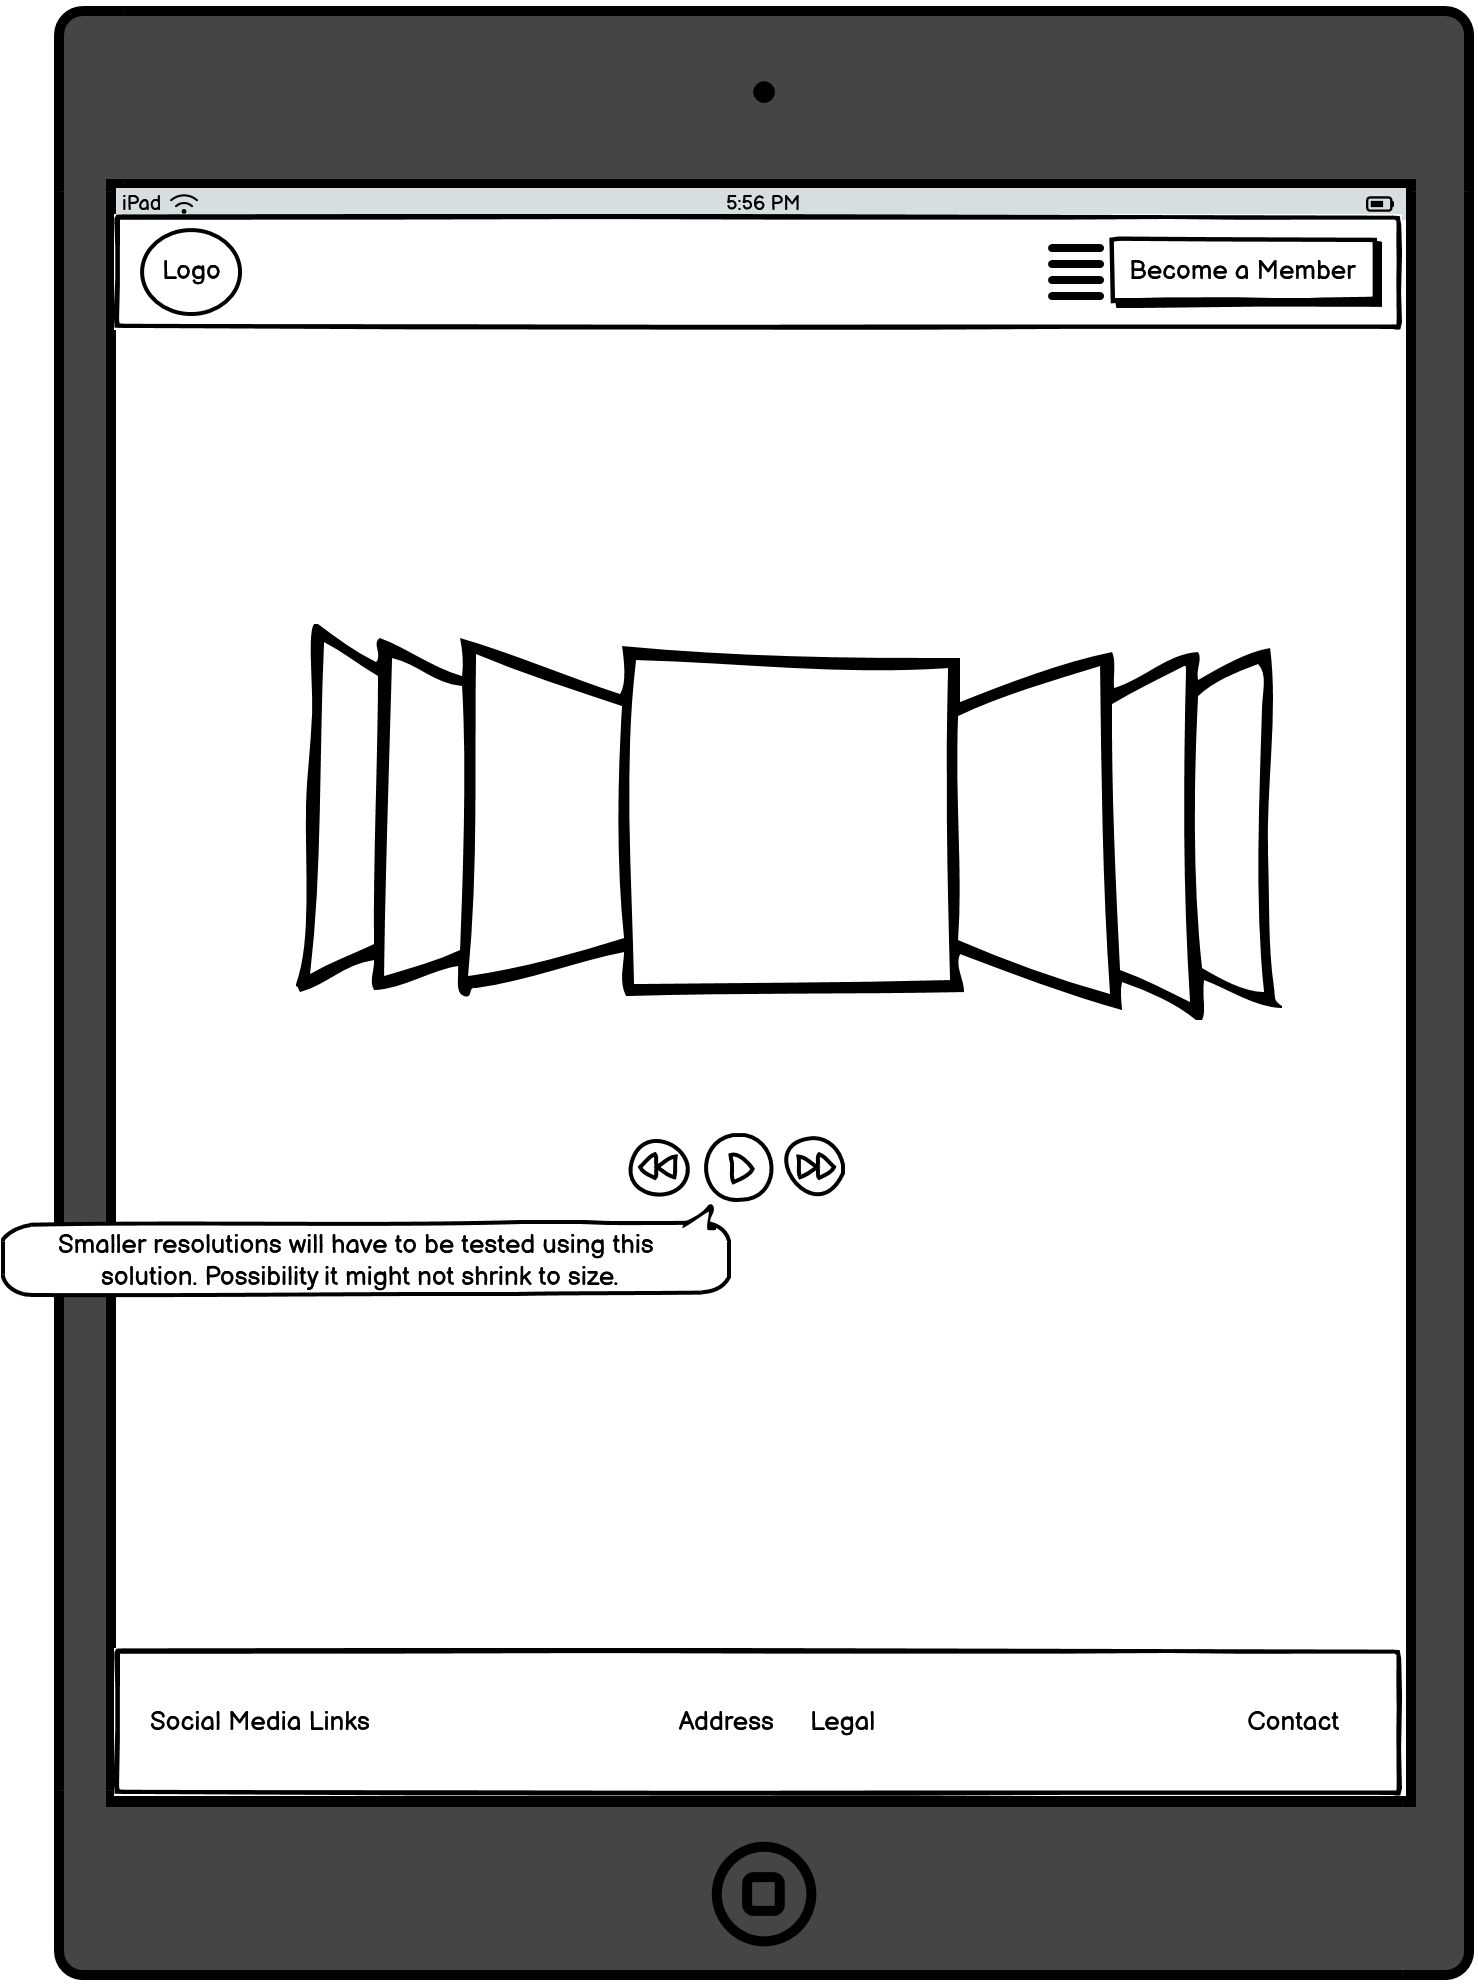 iPad
5:56 PM
Logo
Become a Member
Smaller resolutions will have to be tested using this
solution. Possibility it might not shrink to size.
Social Media Links
Address
Legal
Contact